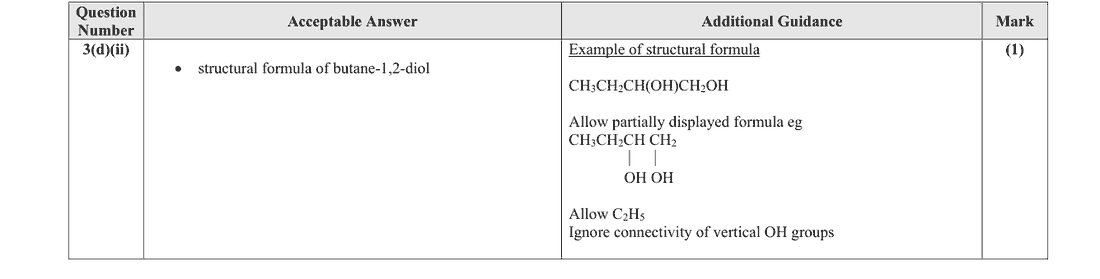 Question Number
Acceptable Answer
Additional Guidance
Mark
3(d)(ii)
• structural formula of butane-1,2-diol
Example of structural formula
CH₃CH₂CH(OH)CH₂OH
Allow partially displayed formula eg
CH₃CH₂CH CH₂
| |
OH OH
Allow C₂H₅
Ignore connectivity of vertical OH groups
(1)